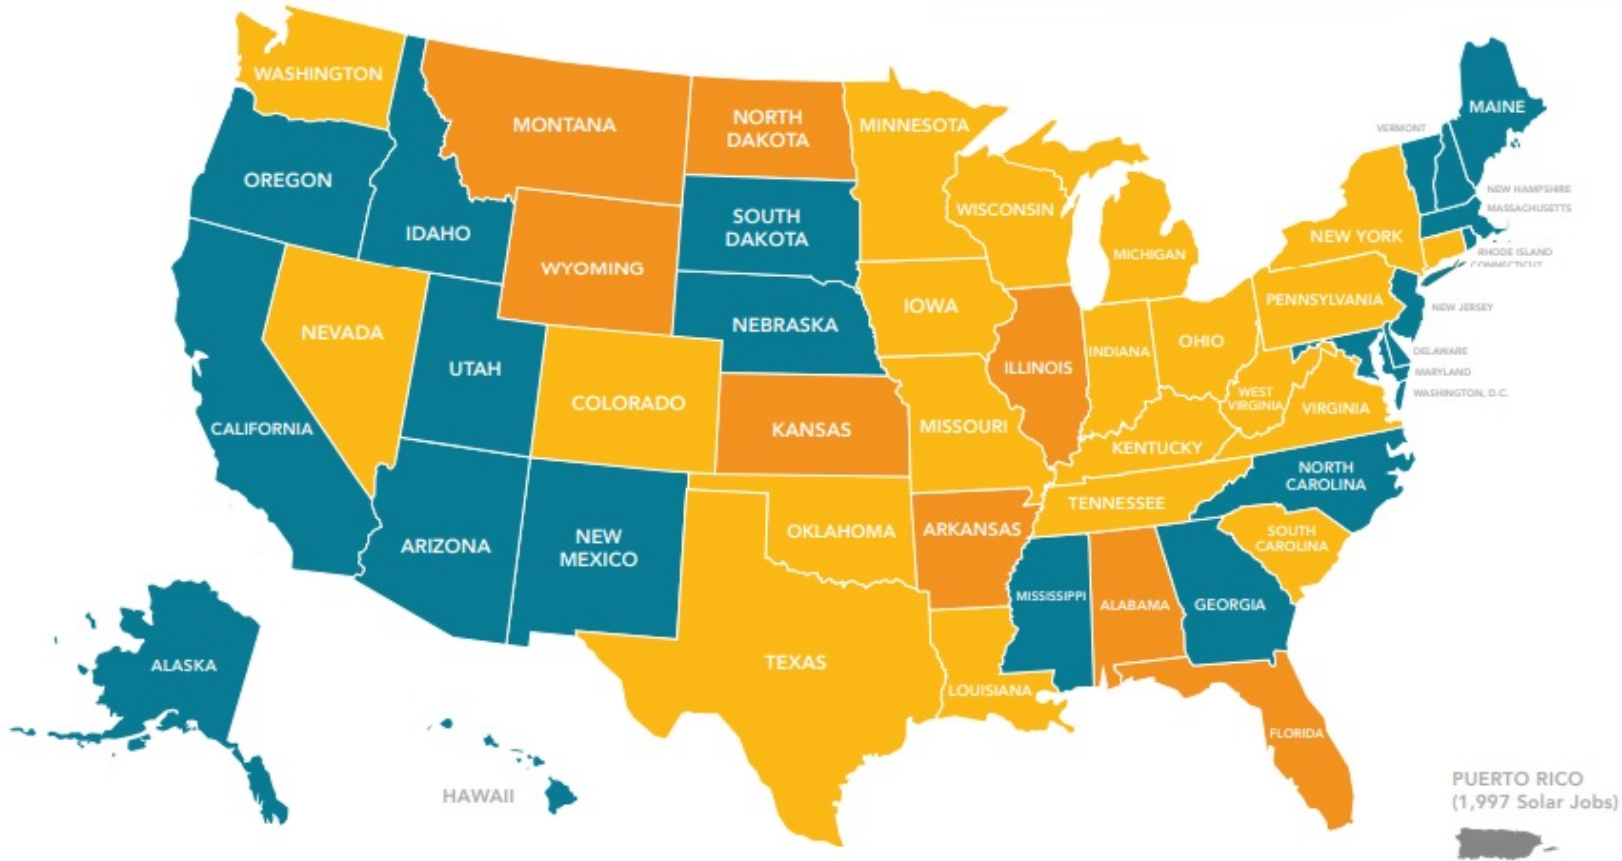 WASHINGTON
MONTANA
NORTH
DAKOTA
MINNESOTA
MAINE
VERMONT
OREGON
IDAHO
SOUTH
DAKOTA
WISCONSIN
MICHIGAN
NEW YORK
NEW HAMPSHIRE
MASSACHUSETTS
RHODE ISLAND
CONNECTICUT
WYOMING
NEVADA
UTAH
NEBRASKA
IOWA
ILLINOIS
INDIANA
OHIO
PENNSYLVANIA
NEW JERSEY
DELAWARE
MARYLAND
WASHINGTON, D.C.
CALIFORNIA
COLORADO
KANSAS
MISSOURI
KENTUCKY
WEST
VIRGINIA
VIRGINIA
NORTH
CAROLINA
ARIZONA
NEW
MEXICO
OKLAHOMA
ARKANSAS
TENNESSEE
SOUTH
CAROLINA
MISSISSIPPI
ALABAMA
GEORGIA
ALASKA
TEXAS
LOUISIANA
FLORIDA
HAWAII
PUERTO RICO
(1,997 Solar Jobs)